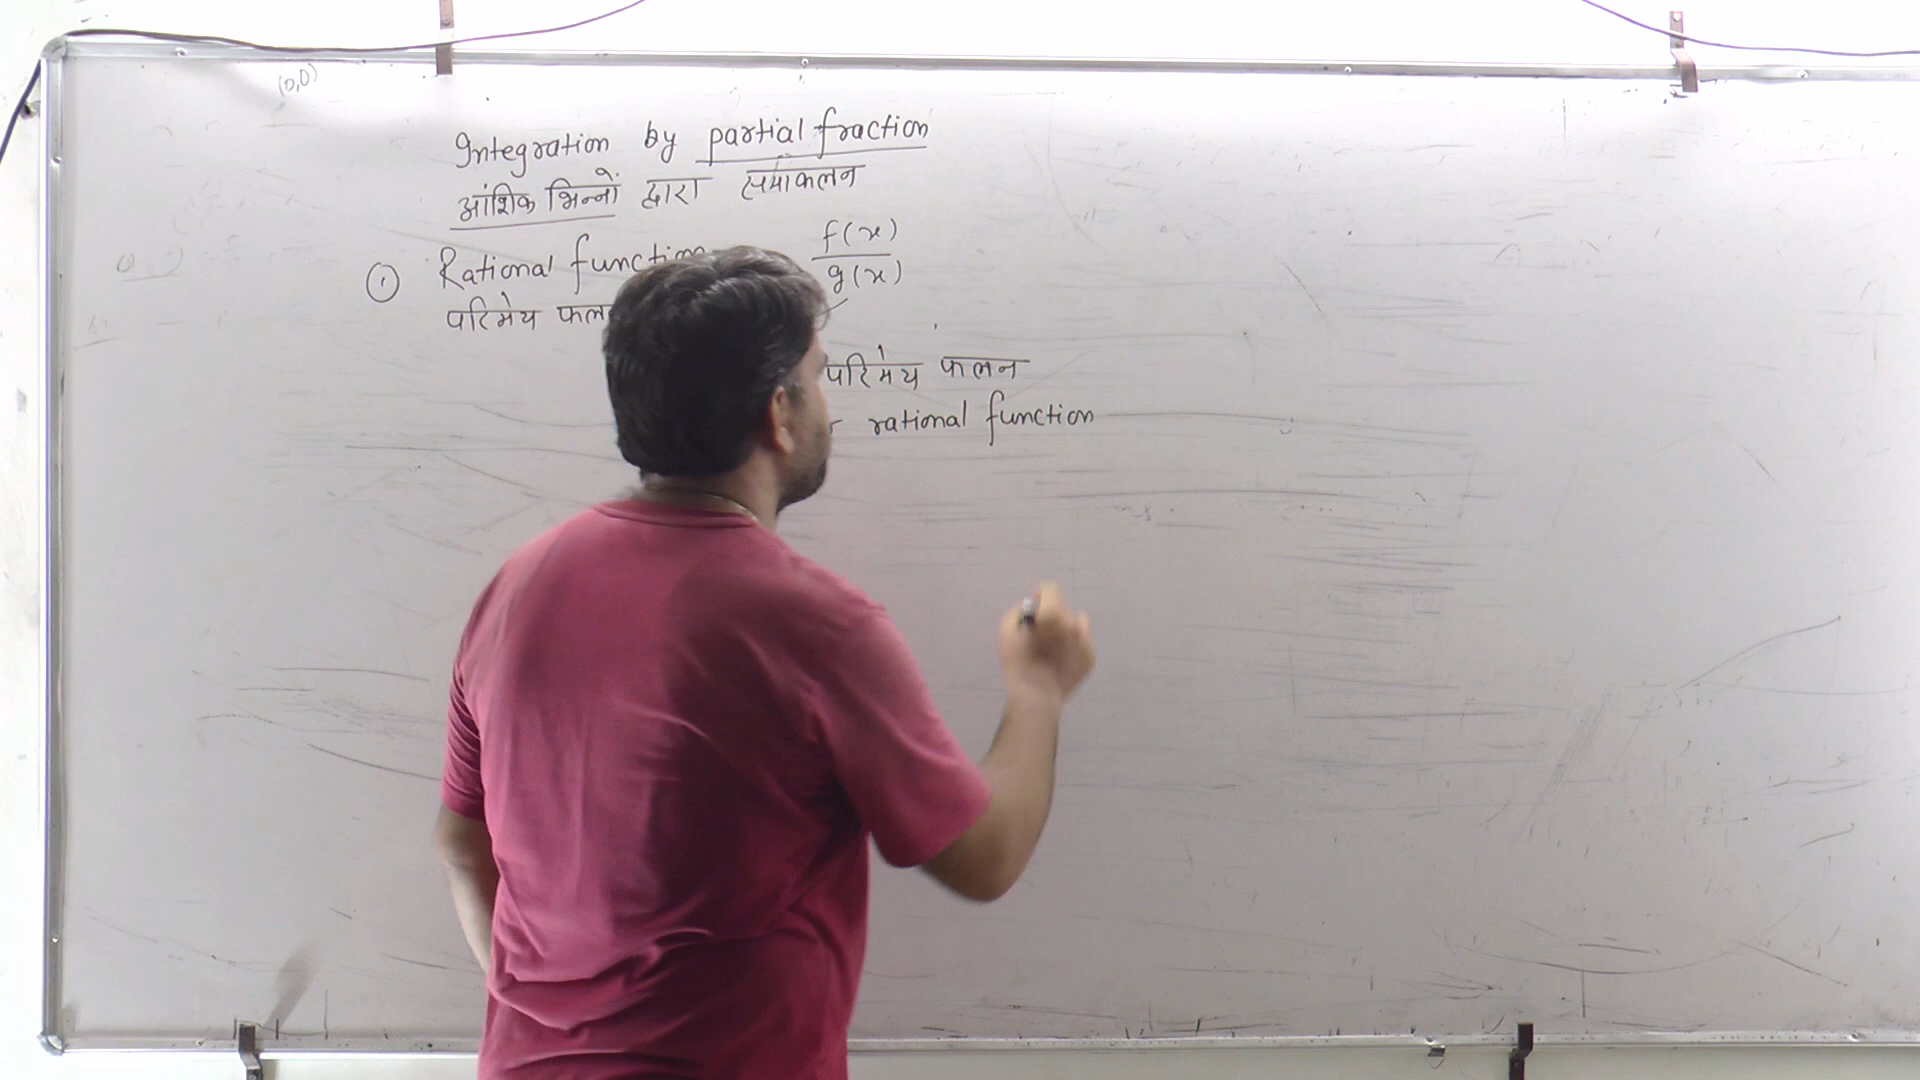 (0,0)
Integration by partial fraction
आंशिक भिन्नों द्वारा समाकलन
① Rational function
f(x)
g(x)
परिमेय फलन
परिमेय फलन
rational function